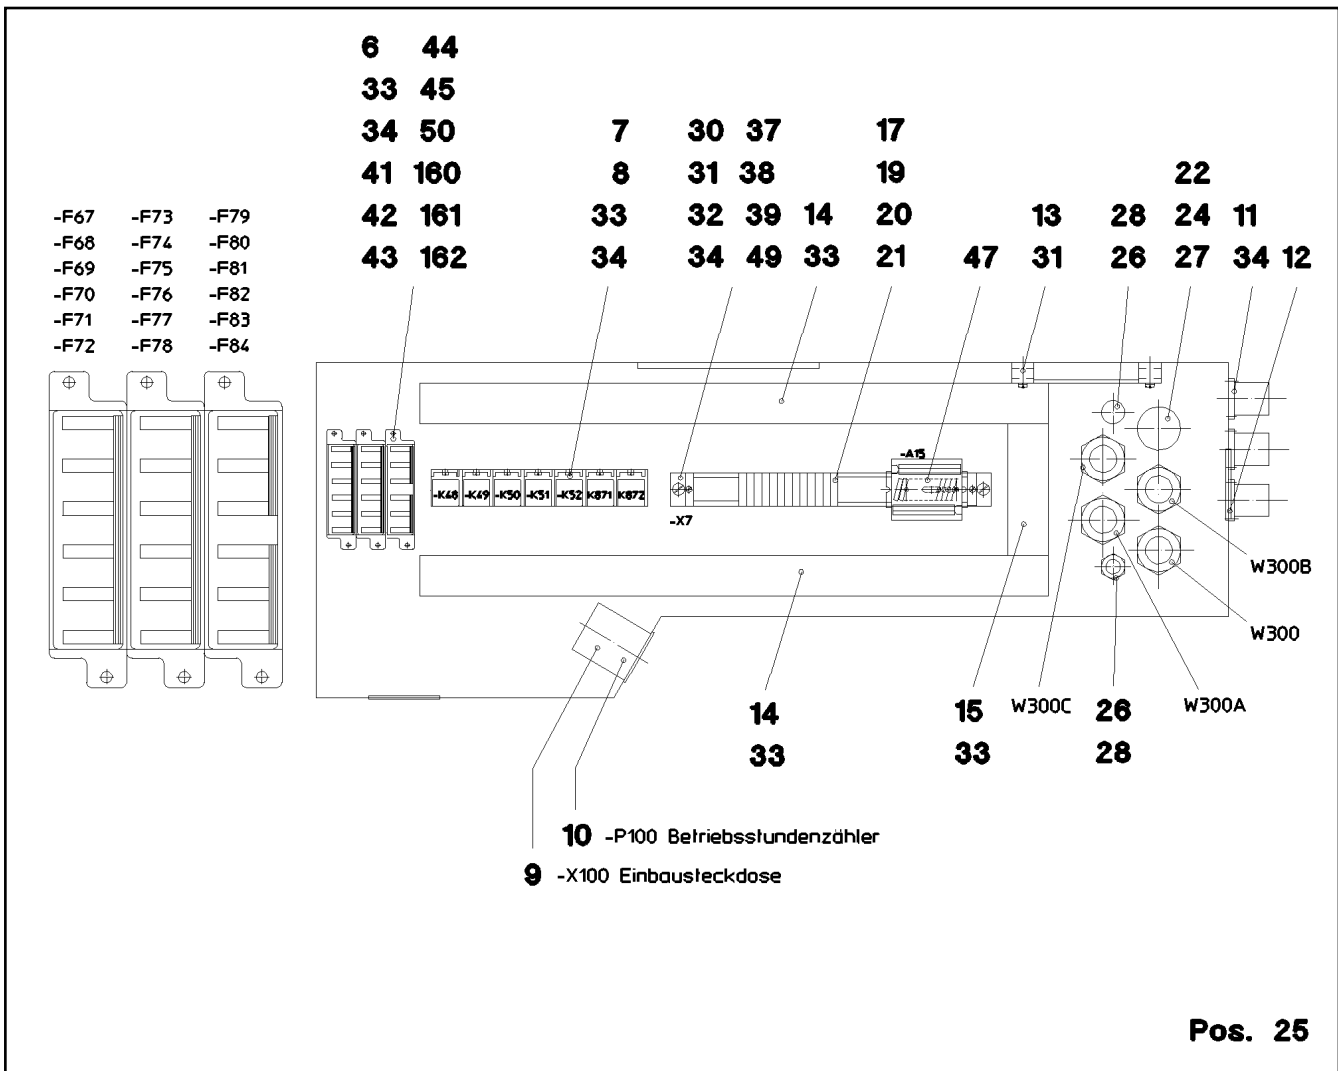 6 44
33 45
34 50
41 160
42 161
43 162
7
8
33
34
30 37
31 38
32 39
34 49
14
33
17
19
20
21
47
13
31
28
26
22
24
27
11
34
12
-F67 -F73 -F79
-F68 -F74 -F80
-F69 -F75 -F81
-F70 -F76 -F82
-F71 -F77 -F83
-F72 -F78 -F84
-A15
-K48 -K49 -K50 -K51 -K52 K871 K872
-X7
W300B
W300
W300C
W300A
14
33
15
33
26
28
10 -P100 Betriebsstundenzähler
9 -X100 Einbausteckdose
Pos. 25